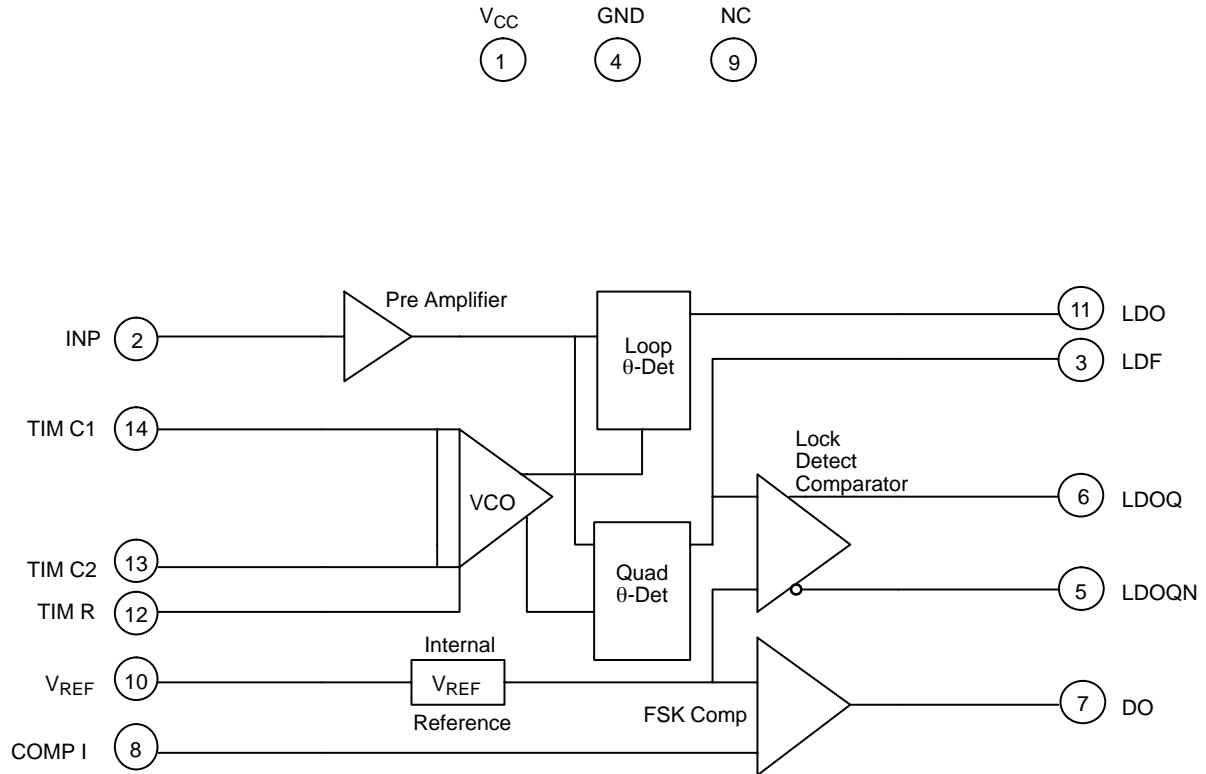 VCC GND NC
1 4 9
Pre Amplifier
INP 2
Loop
θ-Det
11 LDO
3 LDF
TIM C1 14
VCO
Lock
Detect
Comparator
6 LDOQ
TIM C2 13
TIM R 12
Quad
θ-Det
5 LDOQN
Internal
VREF 10
VREF
Reference
FSK Comp
7 DO
COMP I 8